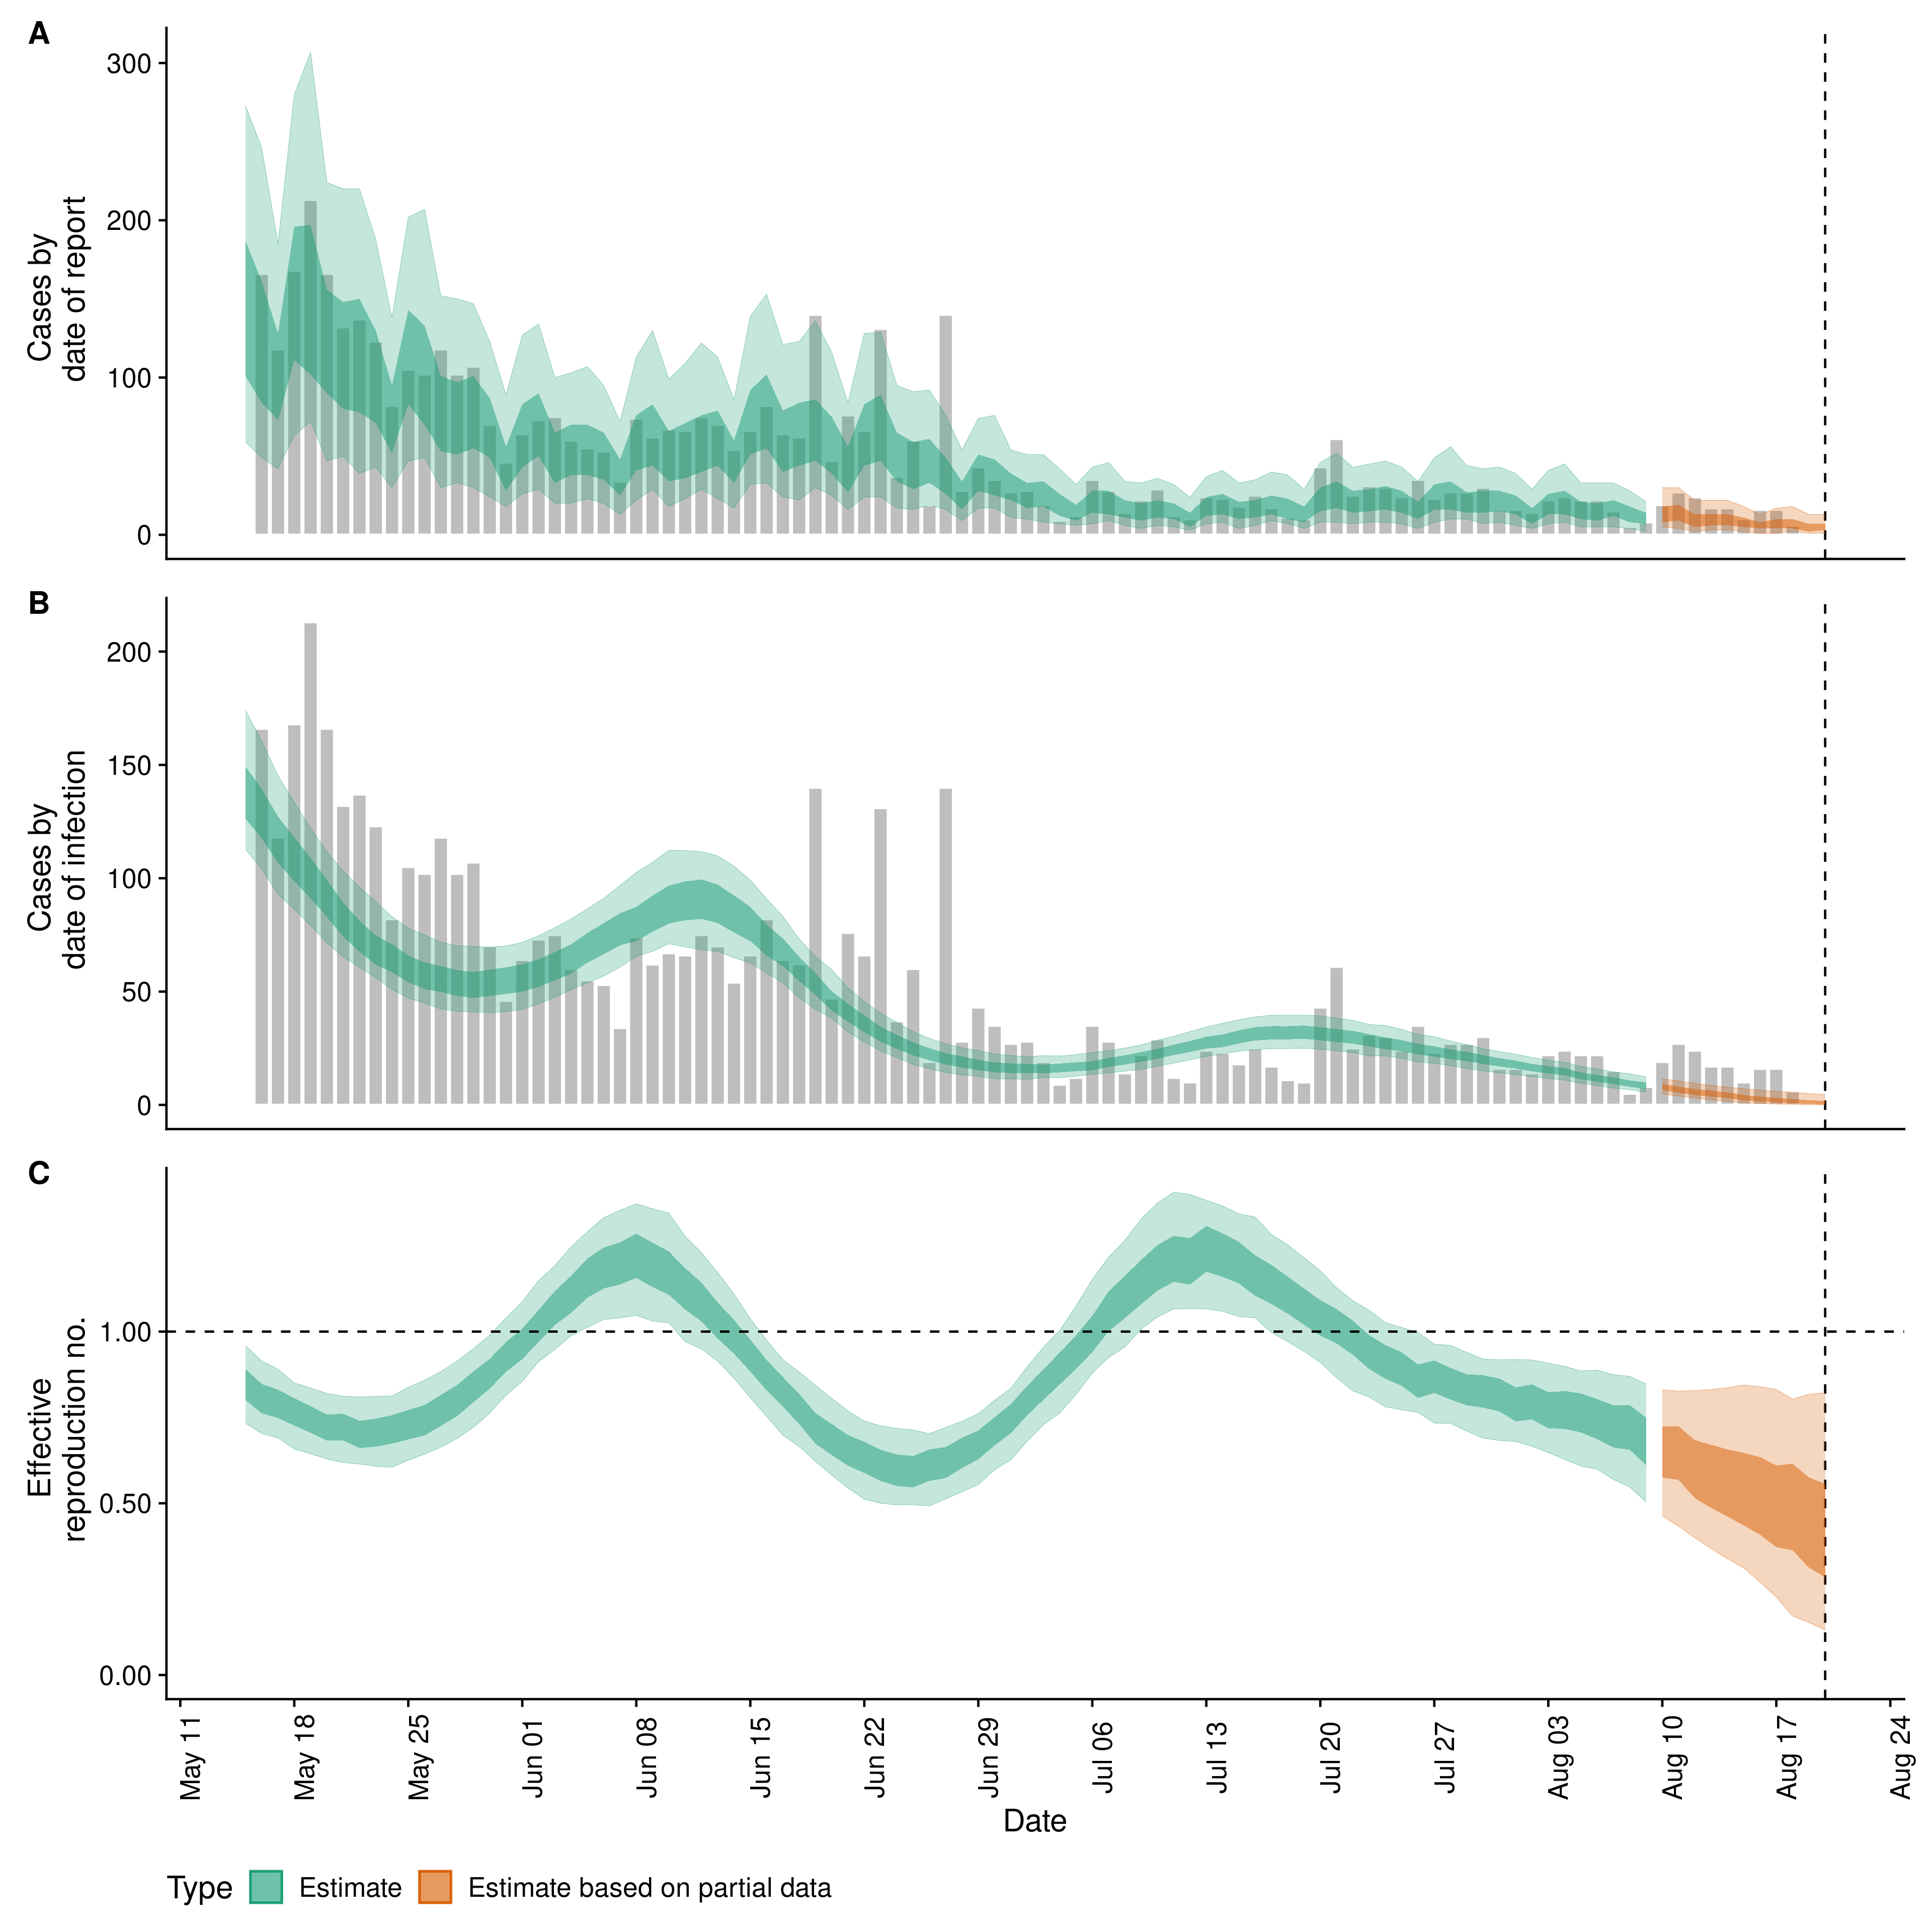 A
300
200
100
0
Cases by
date of report
B
200
150
100
50
0
Cases by
date of infection
C
1.00
0.50
0.00
Effective
reproduction no.
May 11
May 18
May 25
Jun 01
Jun 08
Jun 15
Jun 22
Jun 29
Jul 06
Jul 13
Jul 20
Jul 27
Aug 03
Aug 10
Aug 17
Aug 24
Date
Type Estimate Estimate based on partial data